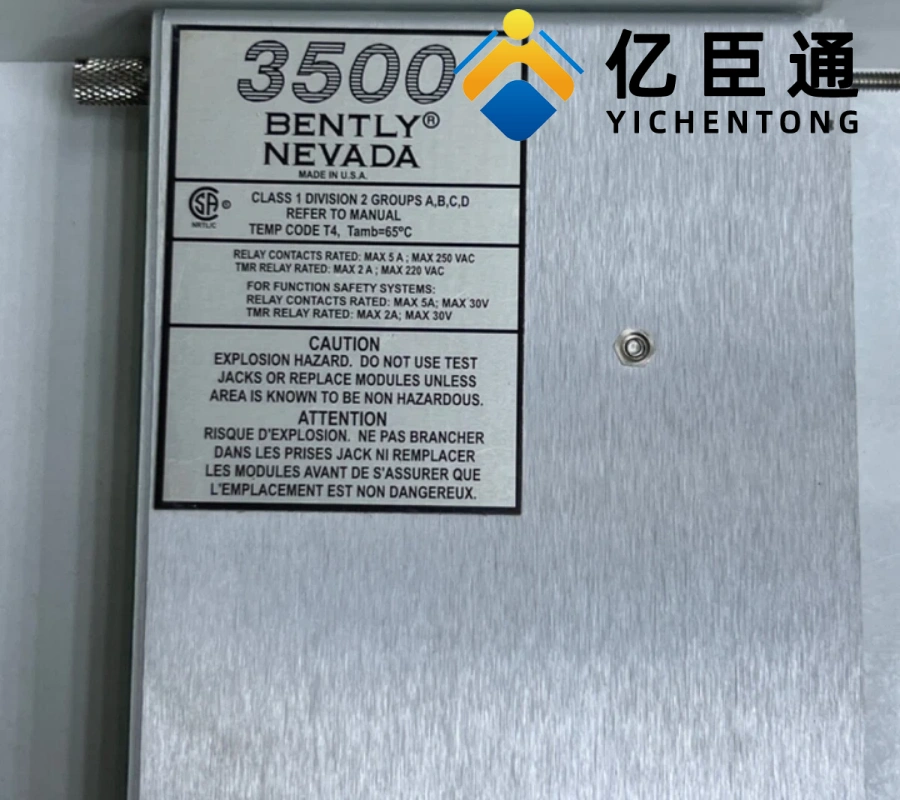 3500
BENTLY®
NEVADA
MADE IN U.S.A.
SA ®
NRTL/C
CLASS 1 DIVISION 2 GROUPS A,B,C,D
REFER TO MANUAL
TEMP CODE T4, Tamb=65ºC
RELAY CONTACTS RATED: MAX 5 A ; MAX 250 VAC
TMR RELAY RATED: MAX 2 A ; MAX 220 VAC
FOR FUNCTION SAFETY SYSTEMS:
RELAY CONTACTS RATED: MAX 5A; MAX 30V
TMR RELAY RATED: MAX 2A; MAX 30V
CAUTION
EXPLOSION HAZARD. DO NOT USE TEST
JACKS OR REPLACE MODULES UNLESS
AREA IS KNOWN TO BE NON HAZARDOUS.
ATTENTION
RISQUE D'EXPLOSION. NE PAS BRANCHER
DANS LES PRISES JACK NI REMPLACER
LES MODULES AVANT DE S'ASSURER QUE
L'EMPLACEMENT EST NON DANGEREUX.
亿臣通
YICHENTONG